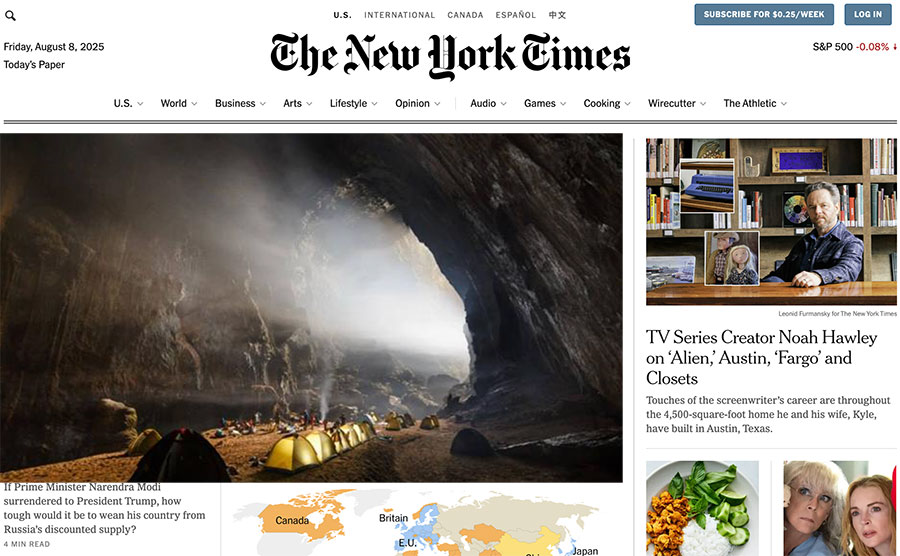 U.S. INTERNATIONAL CANADA ESPAÑOL 中文
SUBSCRIBE FOR $0.25/WEEK
LOG IN
Friday, August 8, 2025
Today's Paper
The New York Times
S&P 500 -0.08% ↓
U.S. World Business Arts Lifestyle Opinion Audio Games Cooking Wirecutter The Athletic
Leonid Furmansky for The New York Times
TV Series Creator Noah Hawley
on ‘Alien,’ Austin, ‘Fargo’ and
Closets
Touches of the screenwriter's career are throughout
the 4,500-square-foot home he and his wife, Kyle,
have built in Austin, Texas.
If Prime Minister Narendra Modi
surrendered to President Trump, how
tough would it be to wean his country from
Russia's discounted supply?
4 MIN READ
Canada
Britain
E.U.
Japan